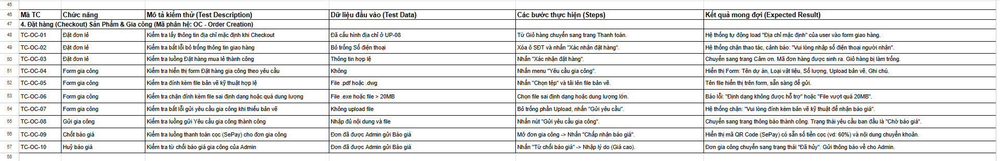 45
46 Mã TC Chức năng Mô tả kiểm thử (Test Description) Dữ liệu đầu vào (Test Data) Các bước thực hiện (Steps) Kết quả mong đợi (Expected Result)
47 4. Đặt hàng (Checkout) Sản Phẩm & Gia công (Mã phân hệ: OC - Order Creation)
48 TC-OC-01 Đặt đơn lẻ Kiểm tra lấy thông tin địa chỉ mặc định khi Checkout Đã cấu hình địa chỉ ở UP-08 Từ Giỏ hàng chuyển sang trang Thanh toán. Hệ thống tự động load "Địa chỉ mặc định" của user vào form giao hàng.
49 TC-OC-02 Đặt đơn lẻ Kiểm tra bắt lỗi bỏ trống thông tin giao hàng Bỏ trống Số điện thoại Xóa ô SĐT và nhấn "Xác nhận đặt hàng". Hệ thống chặn thao tác, cảnh báo: "Vui lòng nhập số điện thoại người nhận".
50 TC-OC-03 Đặt đơn lẻ Kiểm tra luồng Đặt hàng mua lẻ thành công Thông tin hợp lệ Nhấn "Xác nhận đặt hàng". Chuyển sang trang Cảm ơn. Mã đơn hàng được sinh ra. Giỏ hàng bị làm trống.
51 TC-OC-04 Form gia công Kiểm tra hiển thị form Đặt hàng gia công theo yêu cầu Không Nhấn menu "Yêu cầu gia công". Hiển thị Form: Tên dự án, Loại vật liệu, Số lượng, Upload bản vẽ, Ghi chú.
52 TC-OC-05 Form gia công Kiểm tra đính kèm file bản vẽ kỹ thuật hợp lệ File .pdf hoặc .dwg Nhấn "Chọn tệp" và tải lên file bản vẽ. Tên file hiển thị trên form, sẵn sàng để gửi.
53 TC-OC-06 Form gia công Kiểm tra chặn đính kèm file sai định dạng hoặc quá dung lượng File .exe hoặc file > 20MB Chọn file sai định dạng hoặc dung lượng lớn. Báo lỗi: "Định dạng không được hỗ trợ" hoặc "File vượt quá 20MB".
54 TC-OC-07 Form gia công Kiểm tra bắt lỗi gửi yêu cầu gia công khi thiếu bản vẽ Không upload file Bỏ trống phần Upload, nhấn "Gửi yêu cầu". Hệ thống chặn: "Vui lòng đính kèm bản vẽ kỹ thuật để nhận báo giá".
55 TC-OC-08 Gửi gia công Kiểm tra luồng gửi Yêu cầu gia công thành công Nhập đủ nội dung và file Nhấn nút "Gửi yêu cầu gia công". Chuyển sang trang thông báo thành công. Trạng thái yêu cầu ban đầu là "Chờ báo giá".
56 TC-OC-09 Chốt báo giá Kiểm tra luồng thanh toán cọc (SePay) cho đơn gia công Đơn đã được Admin gửi Báo giá Mở đơn gia công -> Nhấn "Chấp nhận báo giá". Hiển thị mã QR Code (SePay) có sẵn số tiền cọc (vd: 60%) và nội dung chuyển khoản.
57 TC-OC-10 Huỷ báo giá Kiểm tra từ chối báo giá gia công của Admin Đơn đã được Admin gửi Báo giá Nhấn "Từ chối báo giá" -> Nhập lý do (Giá cao). Đơn gia công chuyển sang trạng thái "Đã hủy". Gửi thông báo về cho Admin.
58